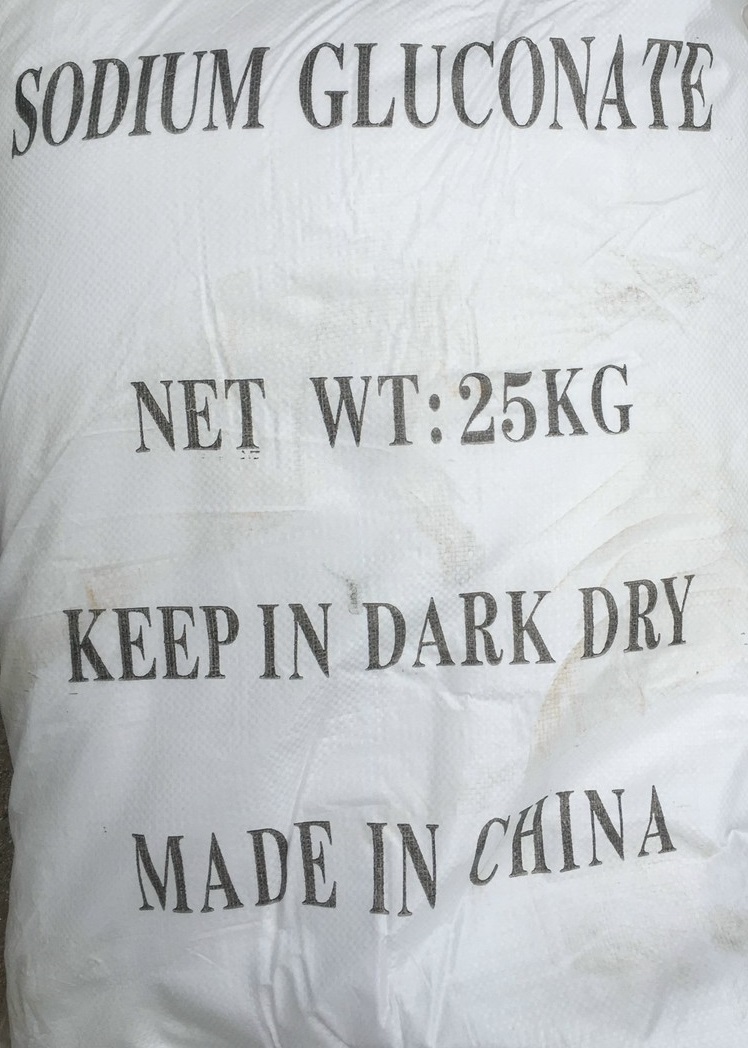 SODIUM GLUCONATE
NET WT:25KG
KEEP IN DARK DRY
MADE IN CHINA